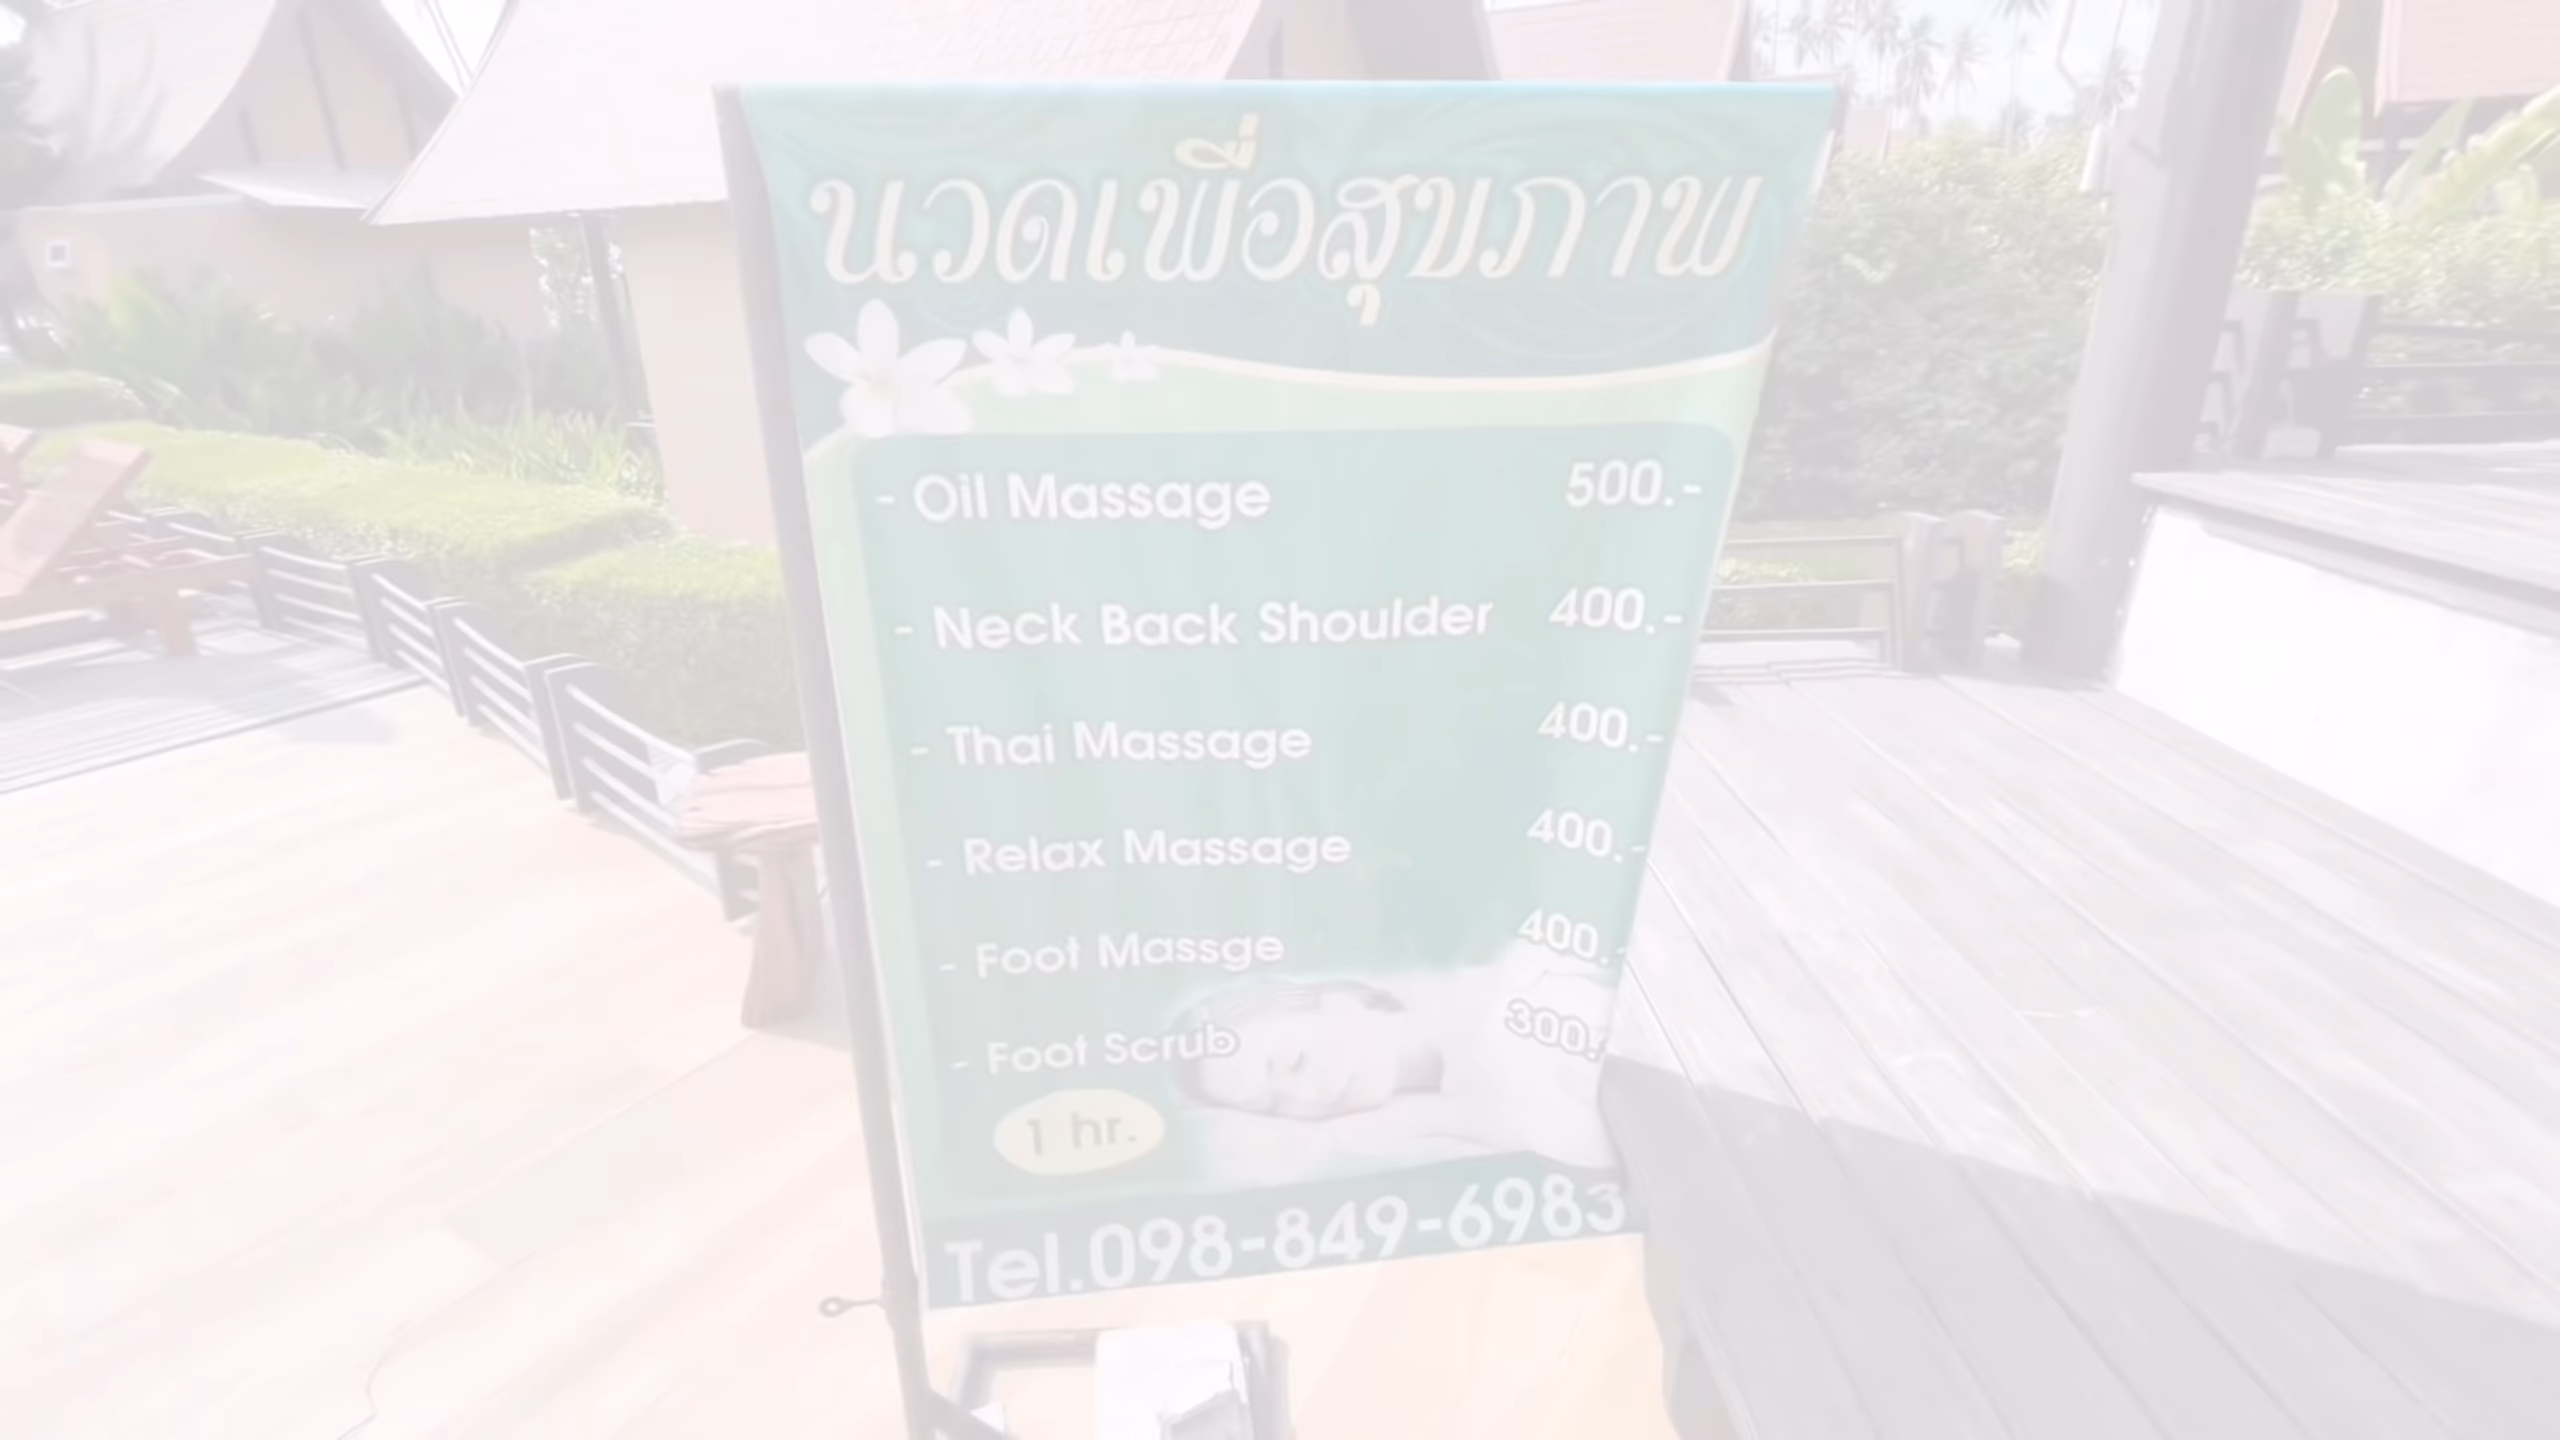 นวดเพื่อสุขภาพ
- Oil Massage 500.-
- Neck Back Shoulder 400.-
- Thai Massage 400.-
- Relax Massage 400.-
- Foot Massge 400.-
- Foot Scrub 300.-
1 hr.
Tel.098-849-6983